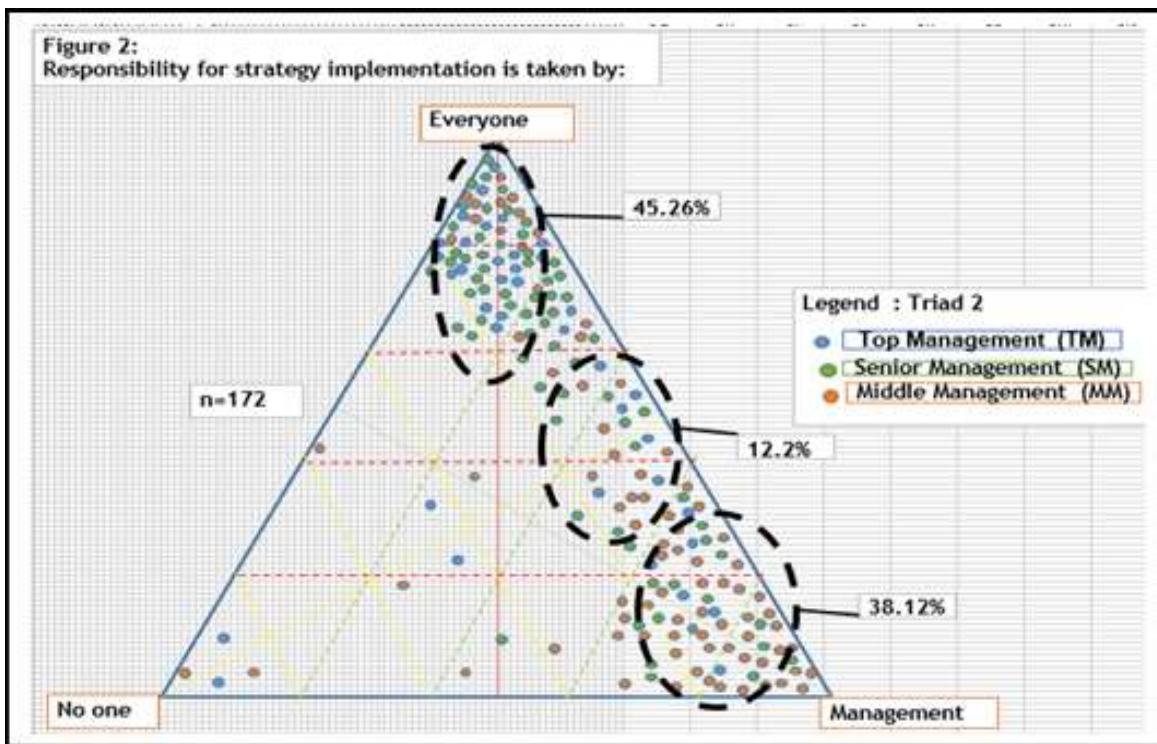 Figure 2:
Responsibility for strategy implementation is taken by:
Everyone
45.26%
Legend : Triad 2
Top Management (TM)
Senior Management (SM)
Middle Management (MM)
n=172
12.2%
38.12%
No one
Management